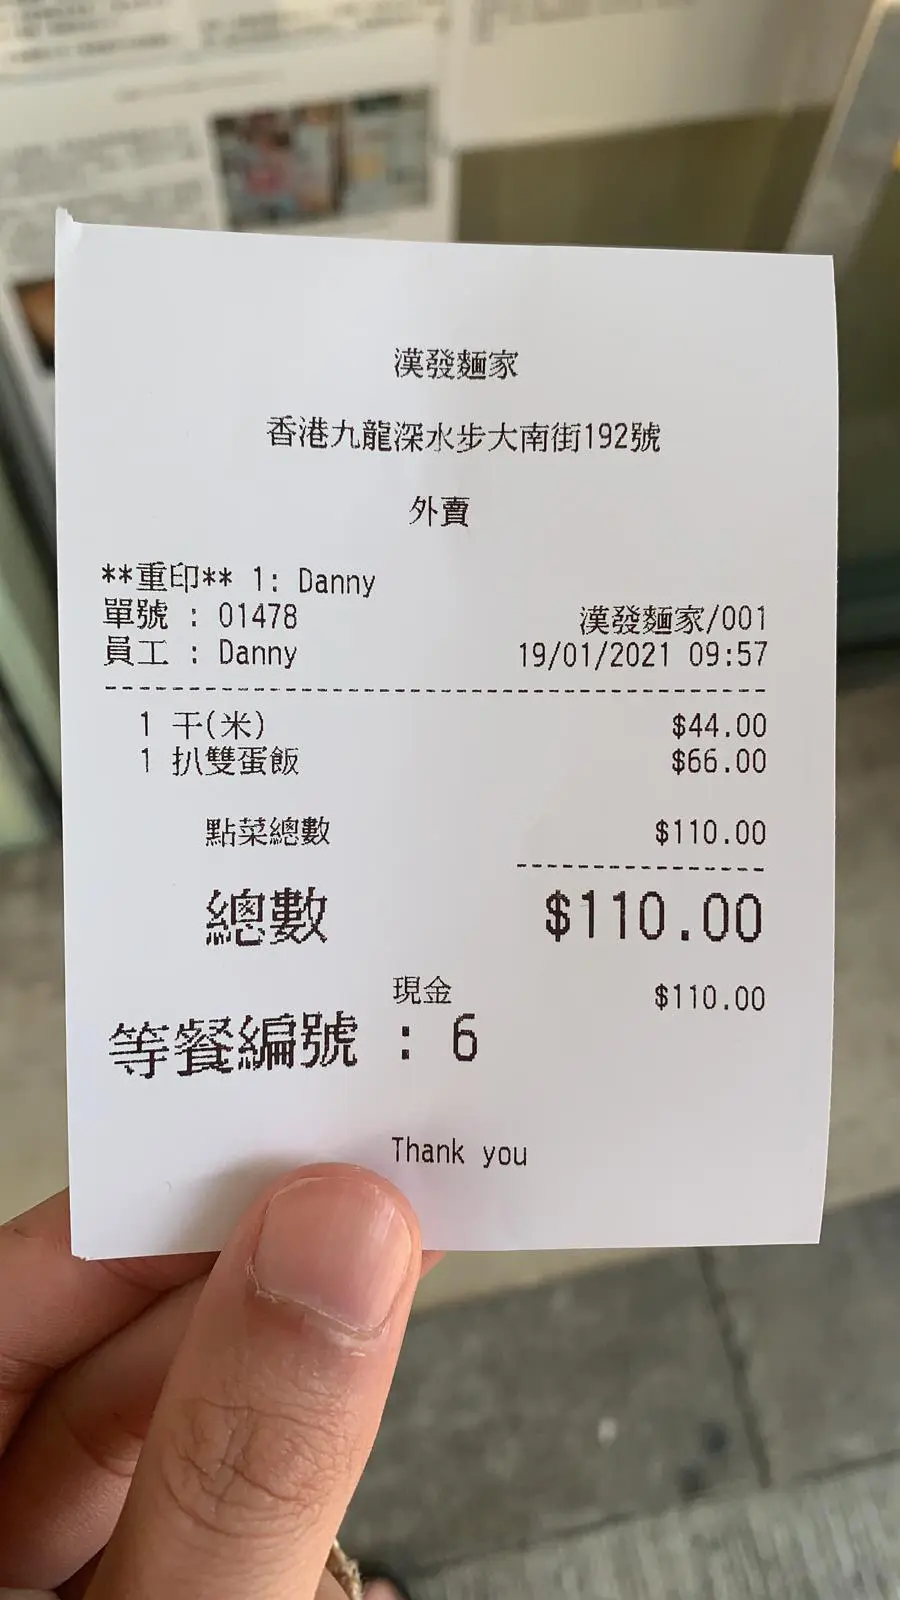 漢發麵家
香港九龍深水步大南街192號
外賣
**重印** 1: Danny
單號 : 01478 漢發麵家/001
員工 : Danny 19/01/2021 09:57
1 干(米) $44.00
1 扒雙蛋飯 $66.00
點菜總數 $110.00
總數 $110.00
現金 $110.00
等餐編號 : 6
Thank you